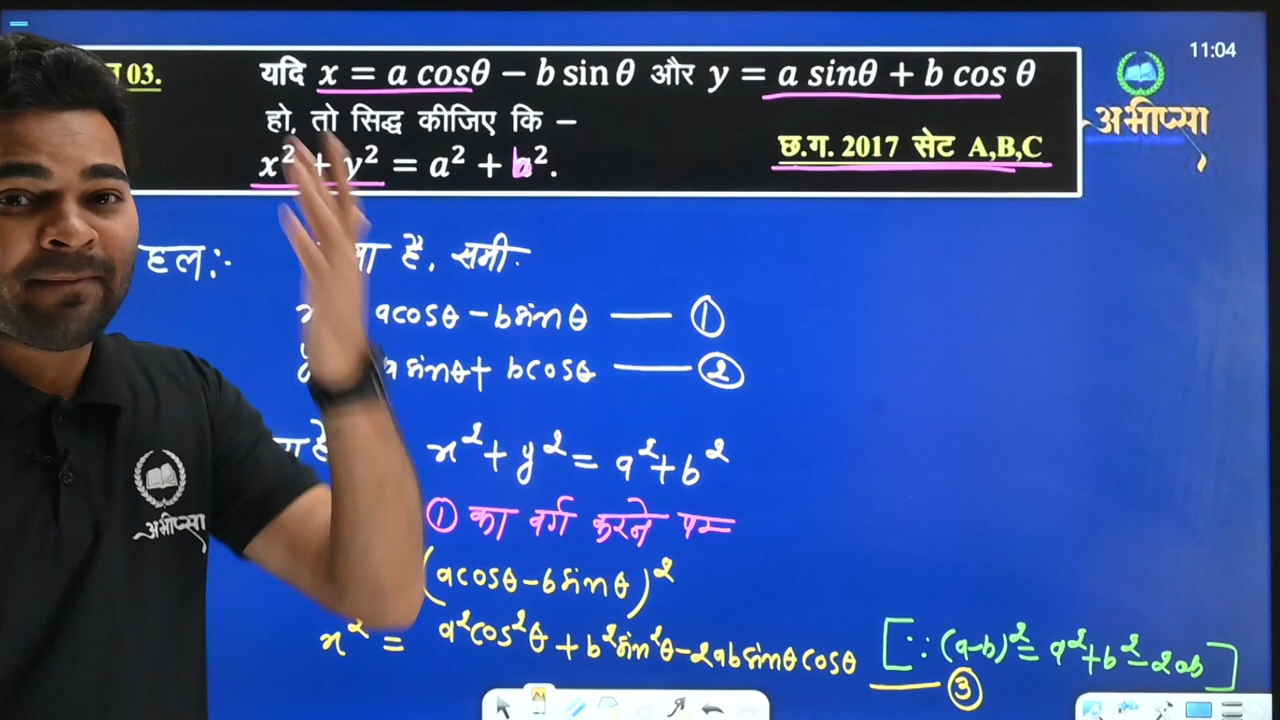 03.
यदि x = a cosθ − b sin θ और y = a sinθ + b cos θ
हो, तो सिद्ध कीजिए कि −
x² + y² = a² + b².
छ.ग. 2017 सेट A,B,C
11:04
अभीप्सा
हल:-
है, समी.
acosθ - bsinθ —— ①
asinθ + bcosθ —— ②
x² + y² = a² + b²
① का वर्ग करने पर
(acosθ - bsinθ)²
x² = a²cos²θ + b²sin²θ - 2absinθcosθ [∵ (a-b)² = a² + b² - 2ab]
—— ③
अभीप्सा